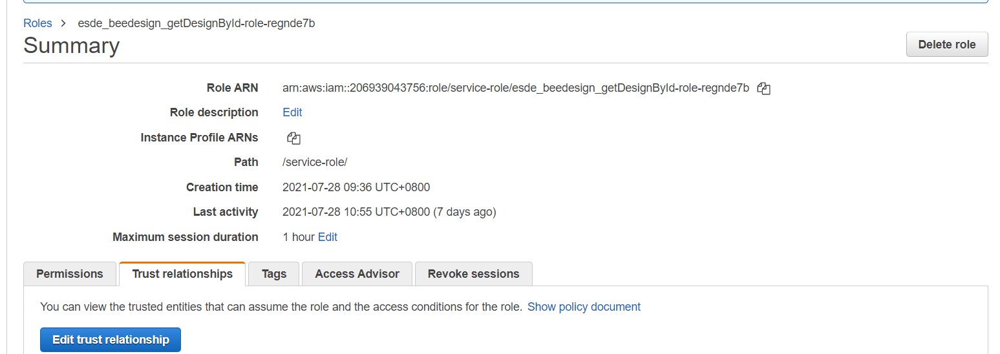 Roles > esde_beedesign_getDesignById-role-regnde7b
Summary
Delete role
Role ARN arn:aws:iam::206939043756:role/service-role/esde_beedesign_getDesignById-role-regnde7b
Role description Edit
Instance Profile ARNs
Path /service-role/
Creation time 2021-07-28 09:36 UTC+0800
Last activity 2021-07-28 10:55 UTC+0800 (7 days ago)
Maximum session duration 1 hour Edit
Permissions Trust relationships Tags Access Advisor Revoke sessions
You can view the trusted entities that can assume the role and the access conditions for the role. Show policy document
Edit trust relationship